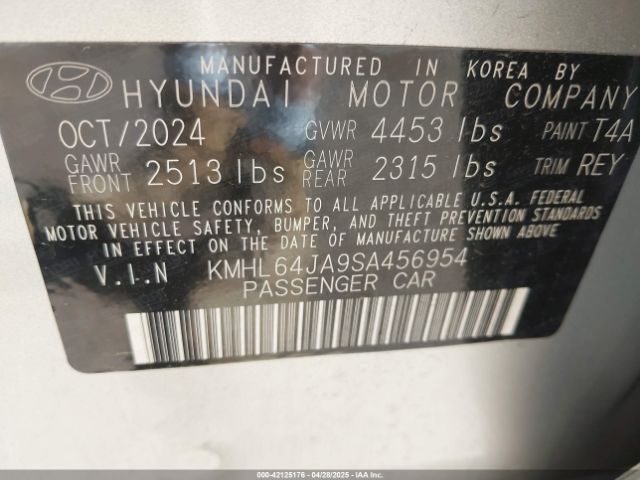 MANUFACTURED IN KOREA BY
HYUNDAI MOTOR COMPANY
OCT/2024 GVWR 4453 lbs PAINT T4A
GAWR FRONT 2513 lbs GAWR REAR 2315 lbs TRIM REY
THIS VEHICLE CONFORMS TO ALL APPLICABLE U.S.A. FEDERAL
MOTOR VEHICLE SAFETY, BUMPER, AND THEFT PREVENTION STANDARDS
IN EFFECT ON THE DATE OF MANUFACTURE SHOWN ABOVE
V.I.N KMHL64JA9SA456954
PASSENGER CAR
000-42125176 - 04/28/2025 - IAA Inc.